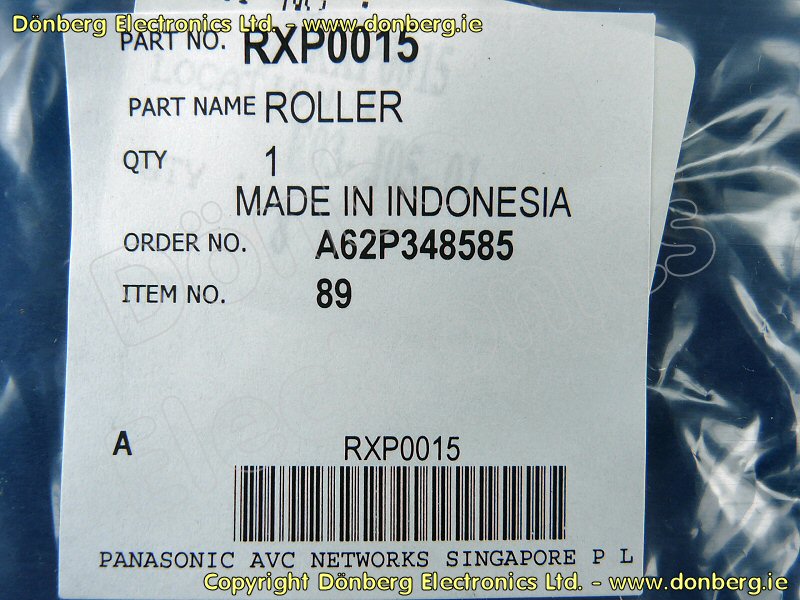 Dönberg Electronics Ltd. - www.donberg.ie
PART NO. RXP0015
PART NAME ROLLER
QTY 1
MADE IN INDONESIA
ORDER NO. A62P348585
ITEM NO. 89
A RXP0015
PANASONIC AVC NETWORKS SINGAPORE P L
Copyright Dönberg Electronics Ltd. - www.donberg.ie